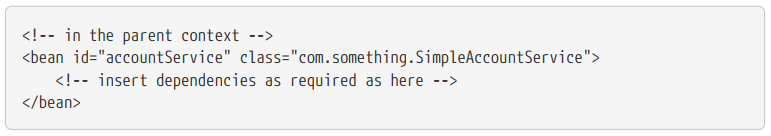 <!-- in the parent context -->
<bean id="accountService" class="com.something.SimpleAccountService">
    <!-- insert dependencies as required as here -->
</bean>